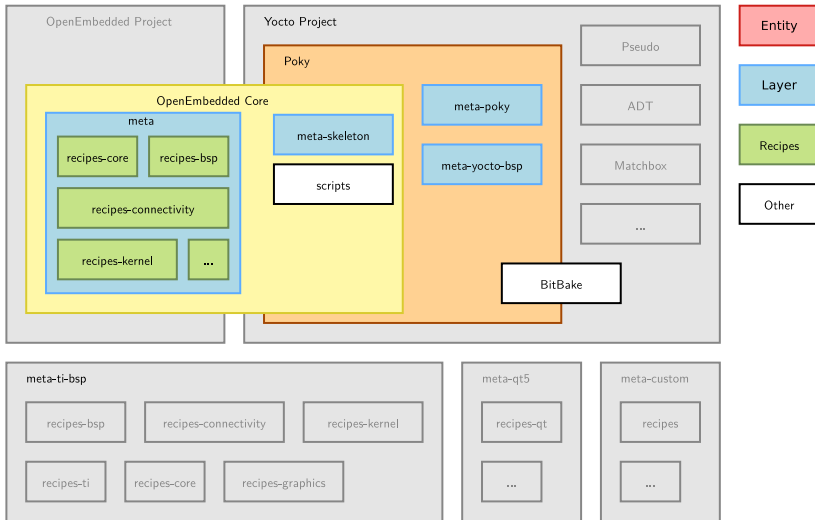 OpenEmbedded Project
Yocto Project
Entity
Poky
Pseudo
Layer
OpenEmbedded Core
meta
meta-skeleton
meta-poky
ADT
recipes-core
recipes-bsp
scripts
meta-yocto-bsp
Matchbox
Recipes
recipes-connectivity
...
Other
recipes-kernel
...
BitBake
meta-ti-bsp
meta-qt5
meta-custom
recipes-bsp
recipes-connectivity
recipes-kernel
recipes-qt
recipes
recipes-ti
recipes-core
recipes-graphics
...
...